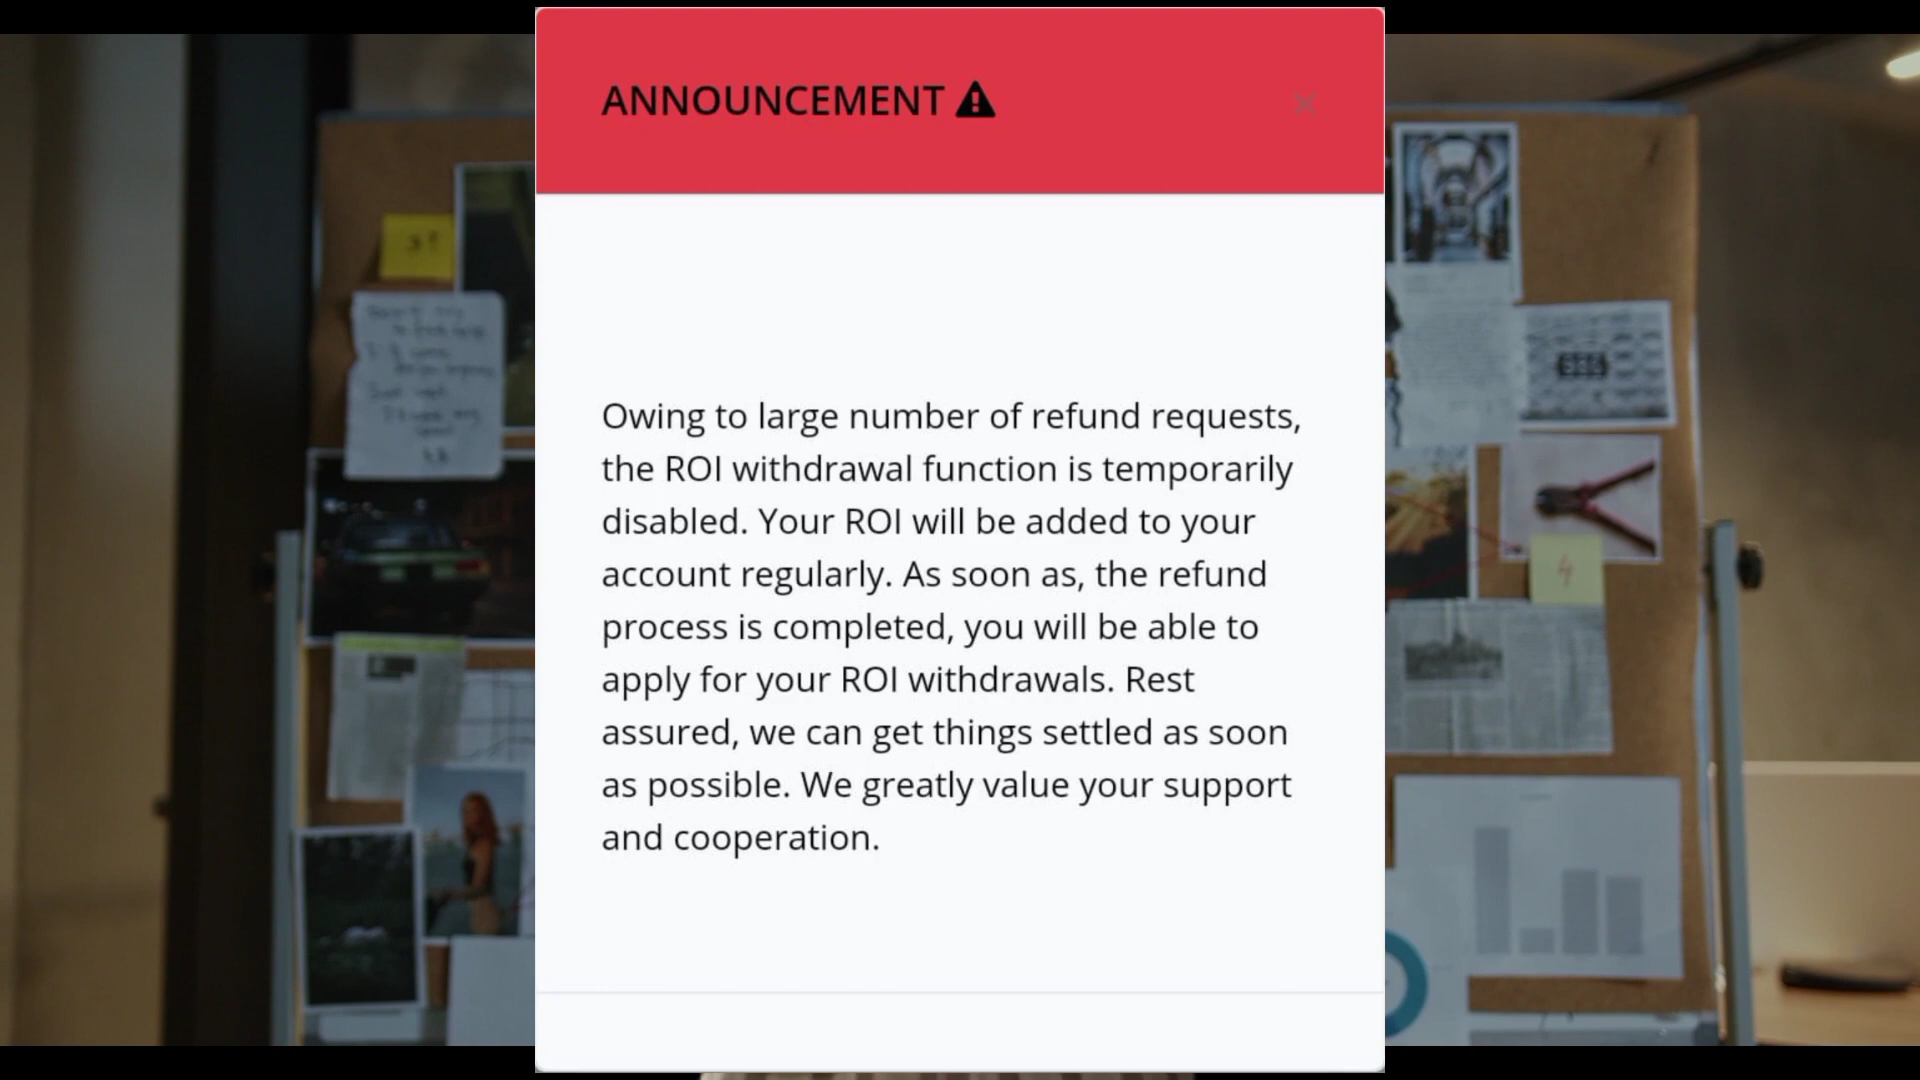 ANNOUNCEMENT
Owing to large number of refund requests,
the ROI withdrawal function is temporarily
disabled. Your ROI will be added to your
account regularly. As soon as, the refund
process is completed, you will be able to
apply for your ROI withdrawals. Rest
assured, we can get things settled as soon
as possible. We greatly value your support
and cooperation.
4